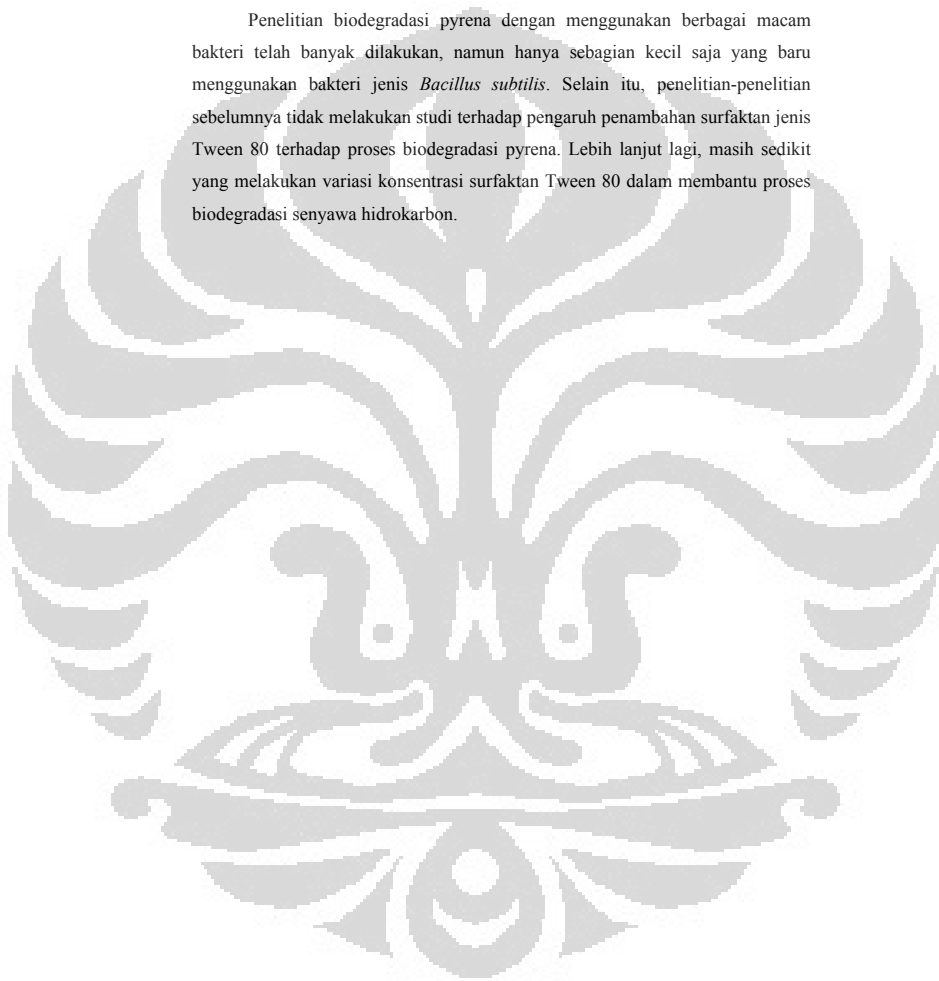 Penelitian biodegradasi pyrena dengan menggunakan berbagai macam
bakteri telah banyak dilakukan, namun hanya sebagian kecil saja yang baru
menggunakan bakteri jenis Bacillus subtilis. Selain itu, penelitian-penelitian
sebelumnya tidak melakukan studi terhadap pengaruh penambahan surfaktan jenis
Tween 80 terhadap proses biodegradasi pyrena. Lebih lanjut lagi, masih sedikit
yang melakukan variasi konsentrasi surfaktan Tween 80 dalam membantu proses
biodegradasi senyawa hidrokarbon.